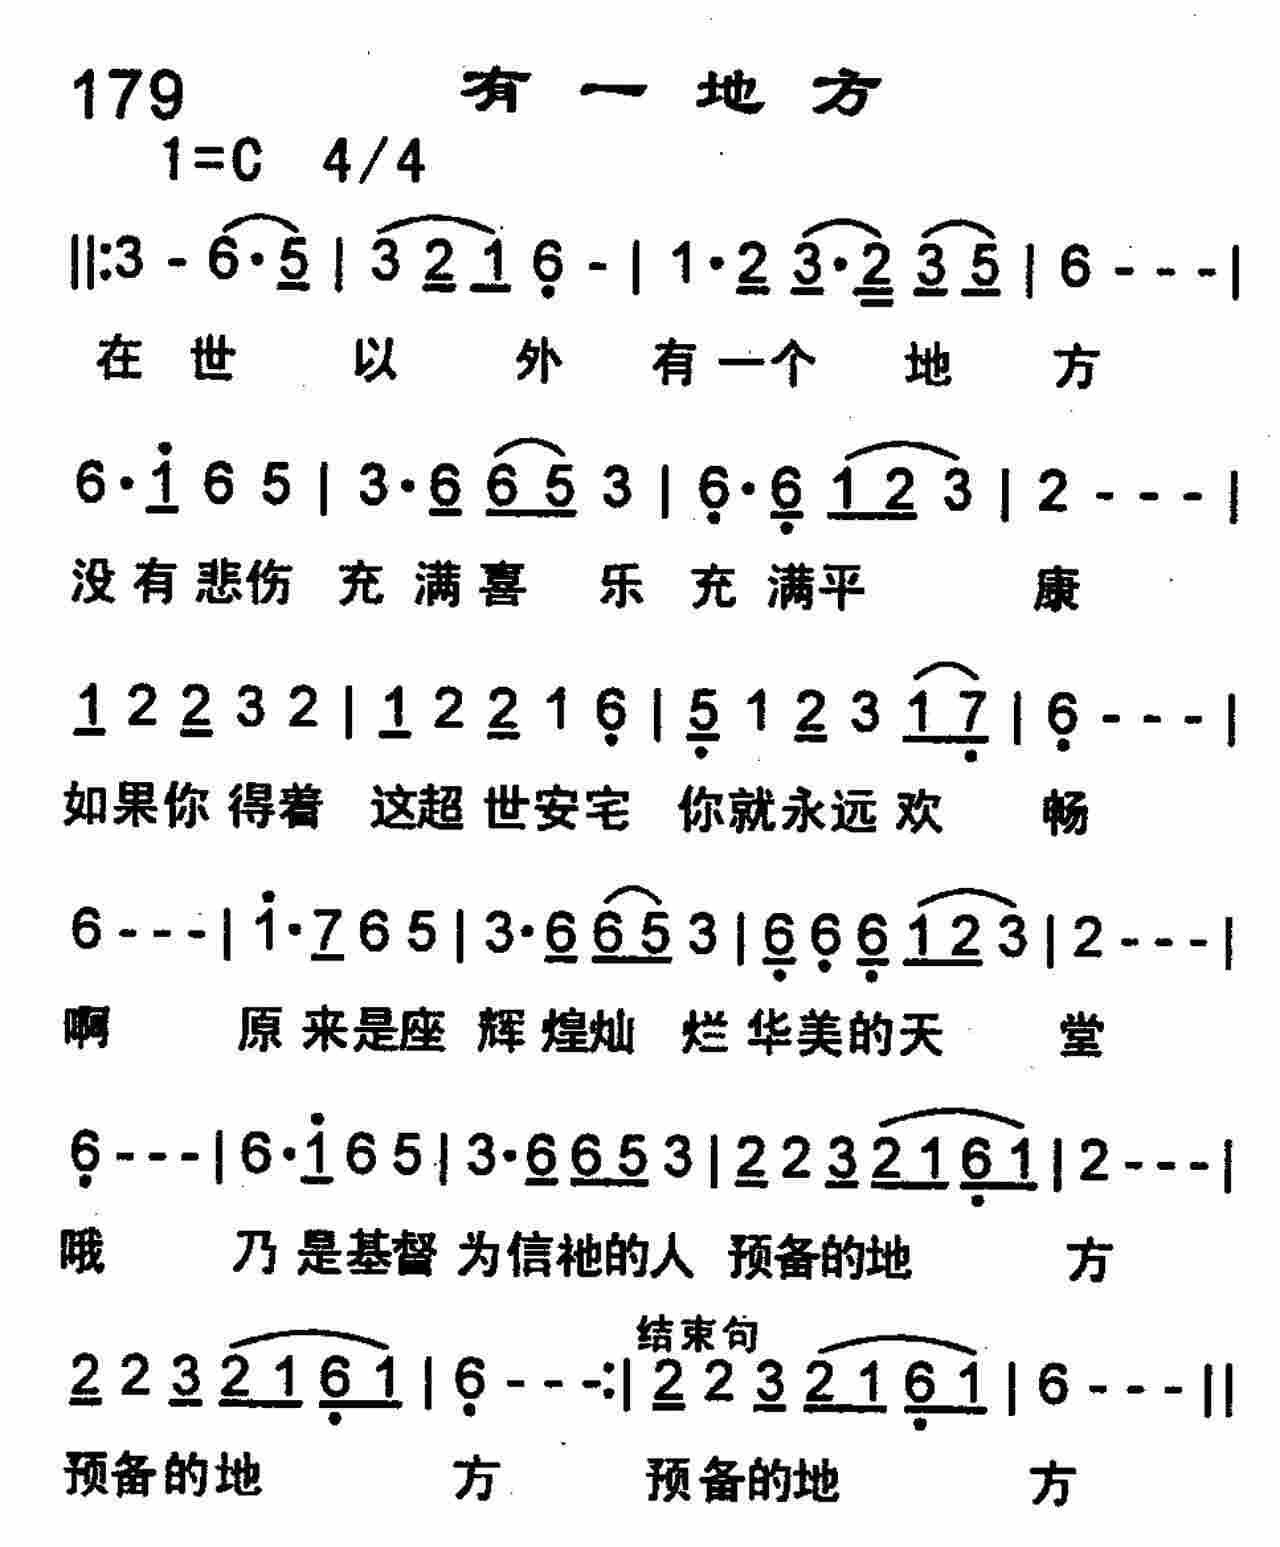 179 有一地方
1=C 4/4
||:3 - 6·5 | 3 2 1 6 - | 1·2 3·2 3 5 | 6 - - - |
在世以外有一个地方
6·1 6 5 | 3·6 6 5 3 | 6·6 1 2 3 | 2 - - - |
没有悲伤充满喜乐充满平康
1 2 2 3 2 | 1 2 2 1 6 | 5 1 2 3 1 7 | 6 - - - |
如果你得着这超世安宅你就永远欢畅
6 - - - | 1·7 6 5 | 3·6 6 5 3 | 6 6 6 1 2 3 | 2 - - - |
啊原来是座辉煌灿烂华美的天堂
6 - - - | 6·1 6 5 | 3·6 6 5 3 | 2 2 3 2 1 6 1 | 2 - - - |
哦乃是基督为信祂的人预备的地方
结束句
2 2 3 2 1 6 1 | 6 - - -:| 2 2 3 2 1 6 1 | 6 - - - ||
预备的地方预备的地方